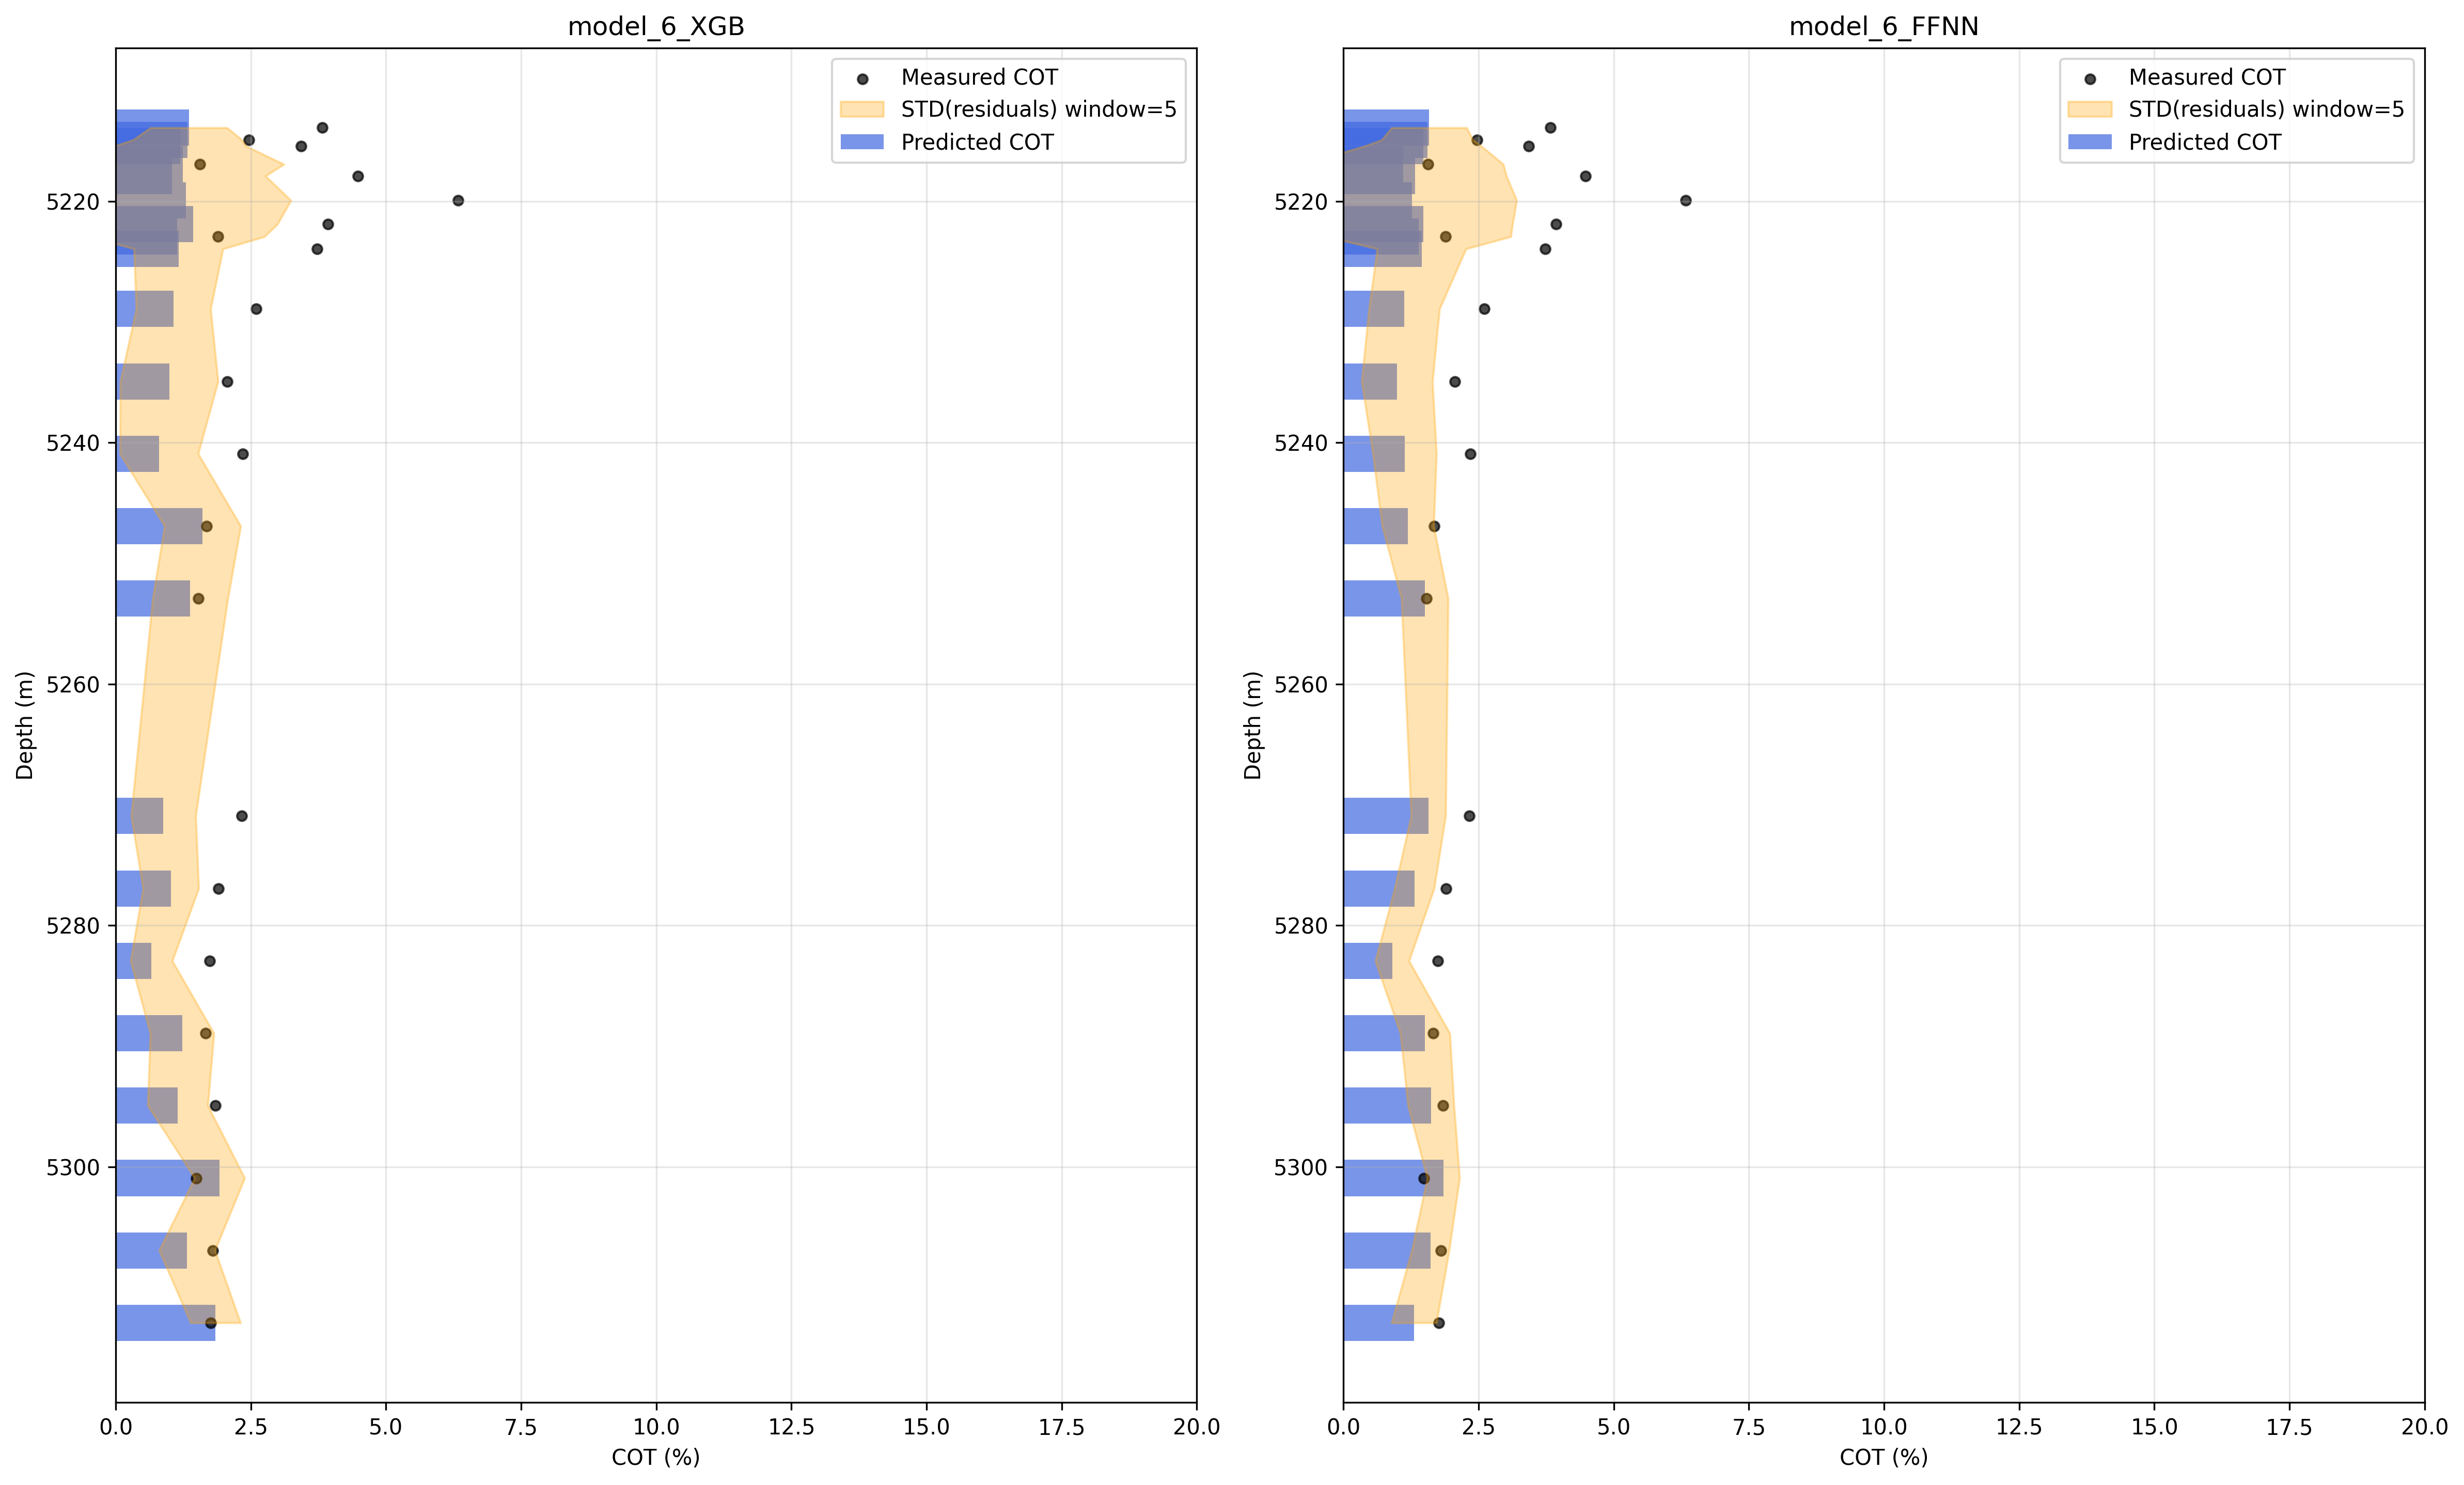 model_6_XGB
Measured COT
STD(residuals) window=5
Predicted COT
Depth (m)
5220
5240
5260
5280
5300
0.0 2.5 5.0 7.5 10.0 12.5 15.0 17.5 20.0
COT (%)
model_6_FFNN
Measured COT
STD(residuals) window=5
Predicted COT
Depth (m)
5220
5240
5260
5280
5300
0.0 2.5 5.0 7.5 10.0 12.5 15.0 17.5 20.0
COT (%)